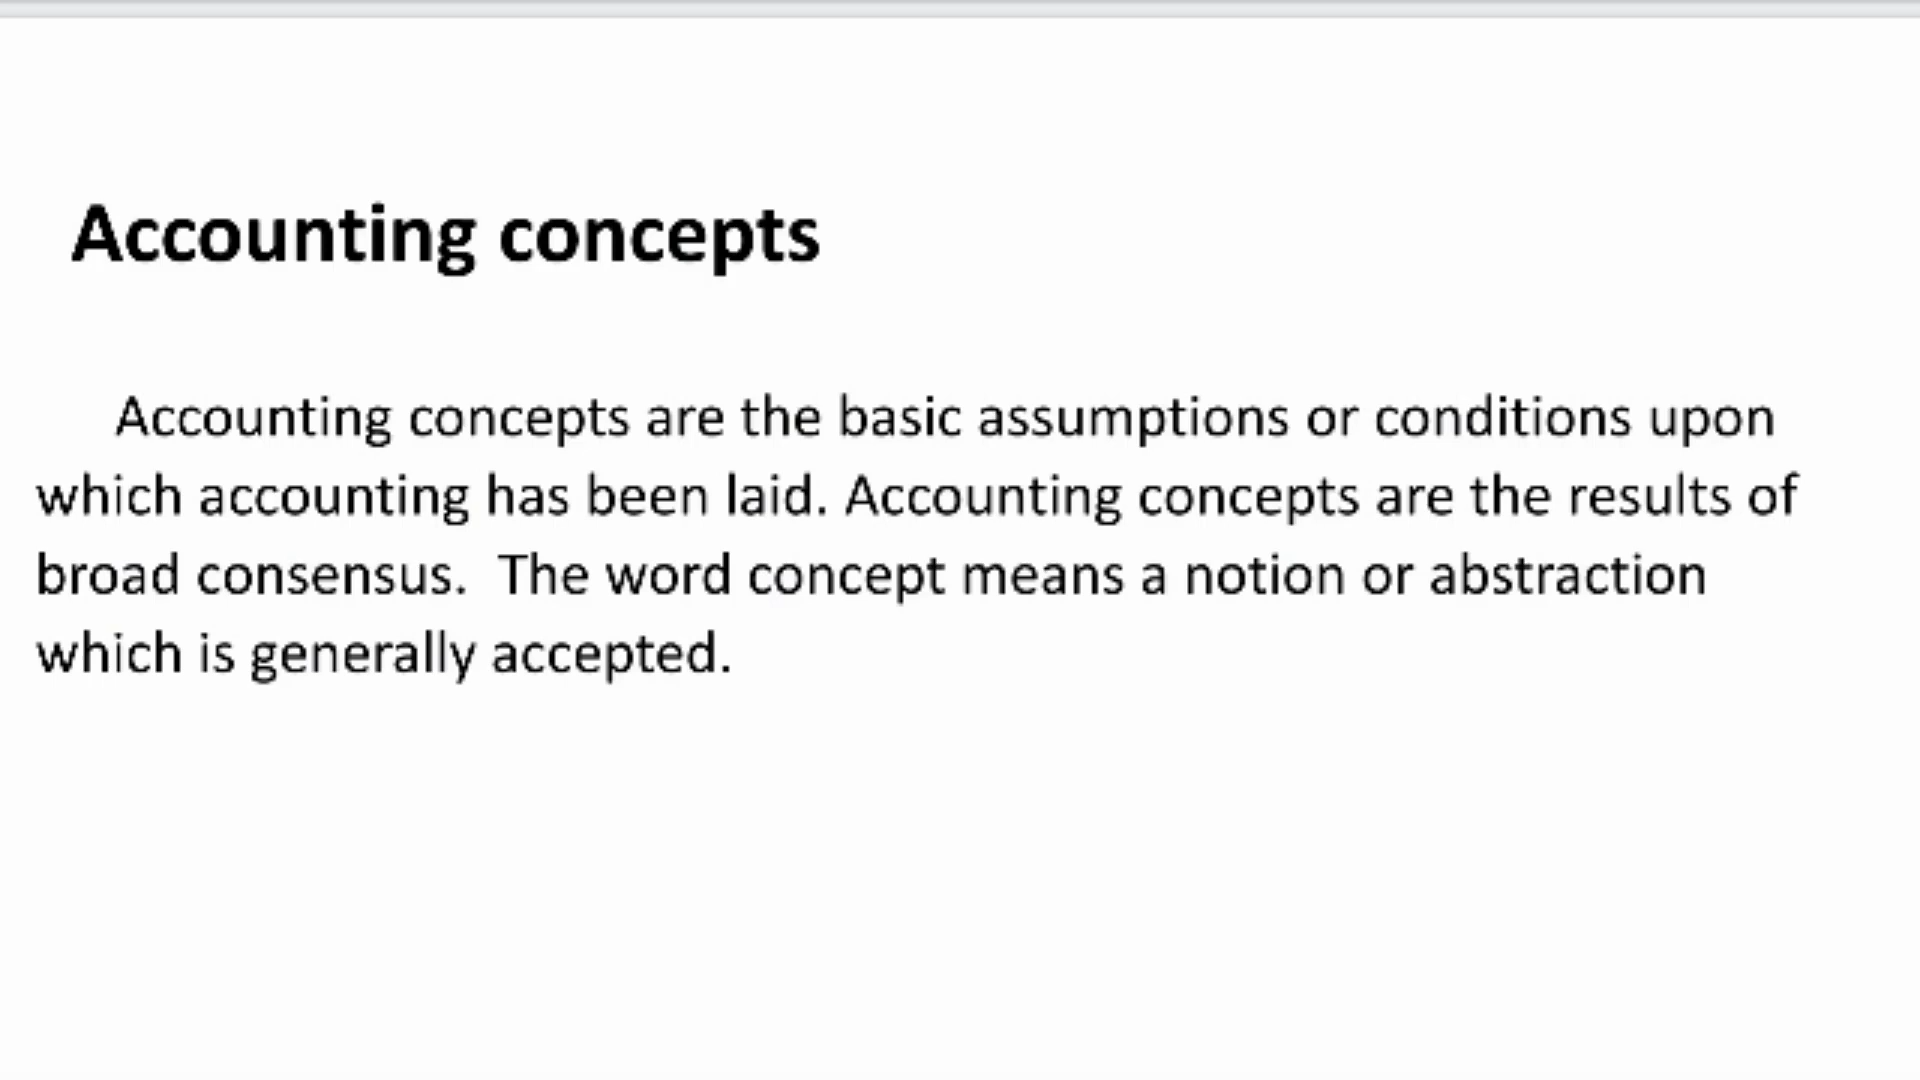 Accounting concepts
Accounting concepts are the basic assumptions or conditions upon
which accounting has been laid. Accounting concepts are the results of
broad consensus.  The word concept means a notion or abstraction
which is generally accepted.